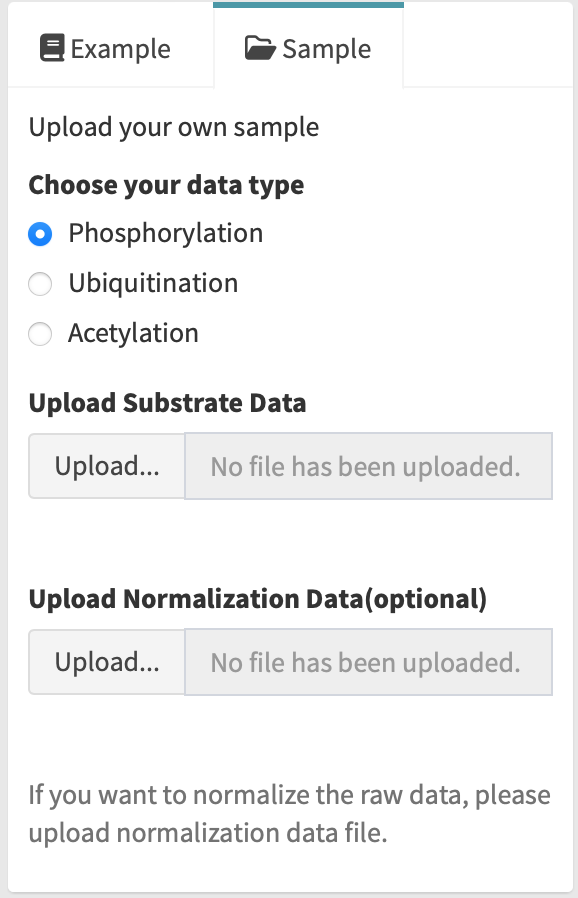 Example
Sample
Upload your own sample
Choose your data type
Phosphorylation
Ubiquitination
Acetylation
Upload Substrate Data
Upload...
No file has been uploaded.
Upload Normalization Data(optional)
Upload...
No file has been uploaded.
If you want to normalize the raw data, please
upload normalization data file.